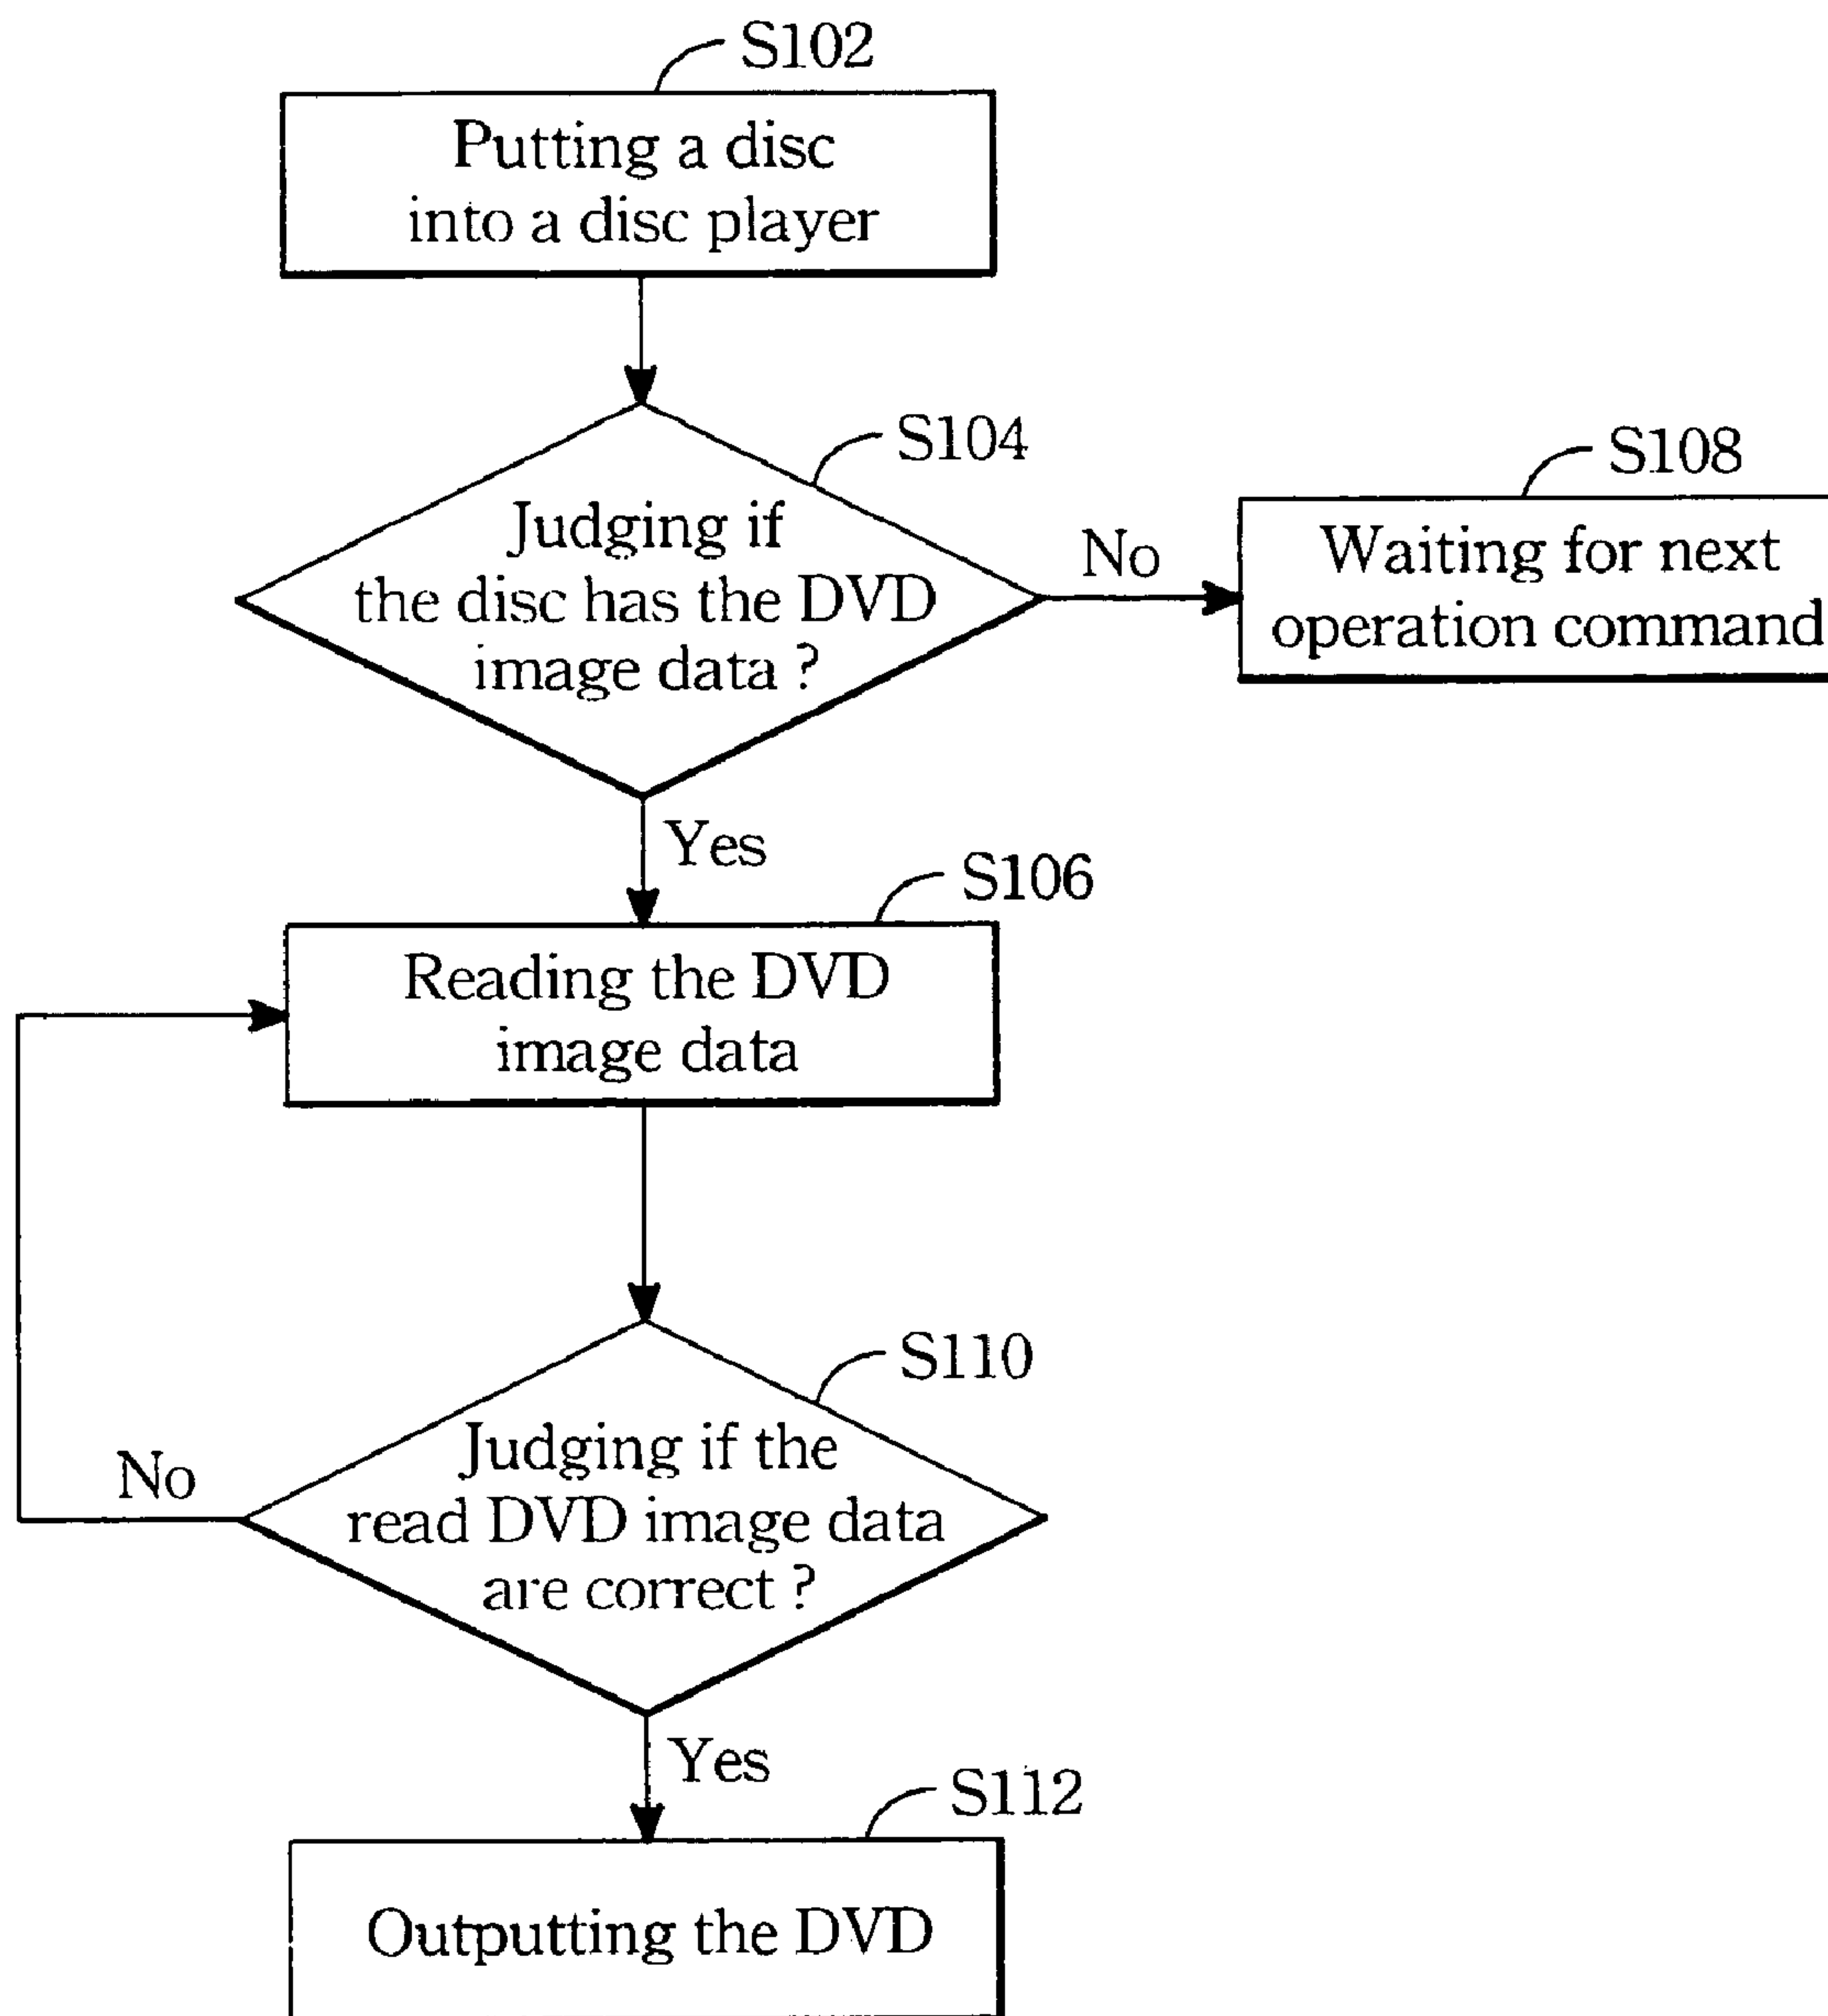 S102
Putting a disc
into a disc player
S104
Judging if
the disc has the DVD
image data ?
No
S108
Waiting for next
operation command
Yes
S106
Reading the DVD
image data
S110
Judging if the
read DVD image data
are correct ?
No
Yes
S112
Outputting the DVD